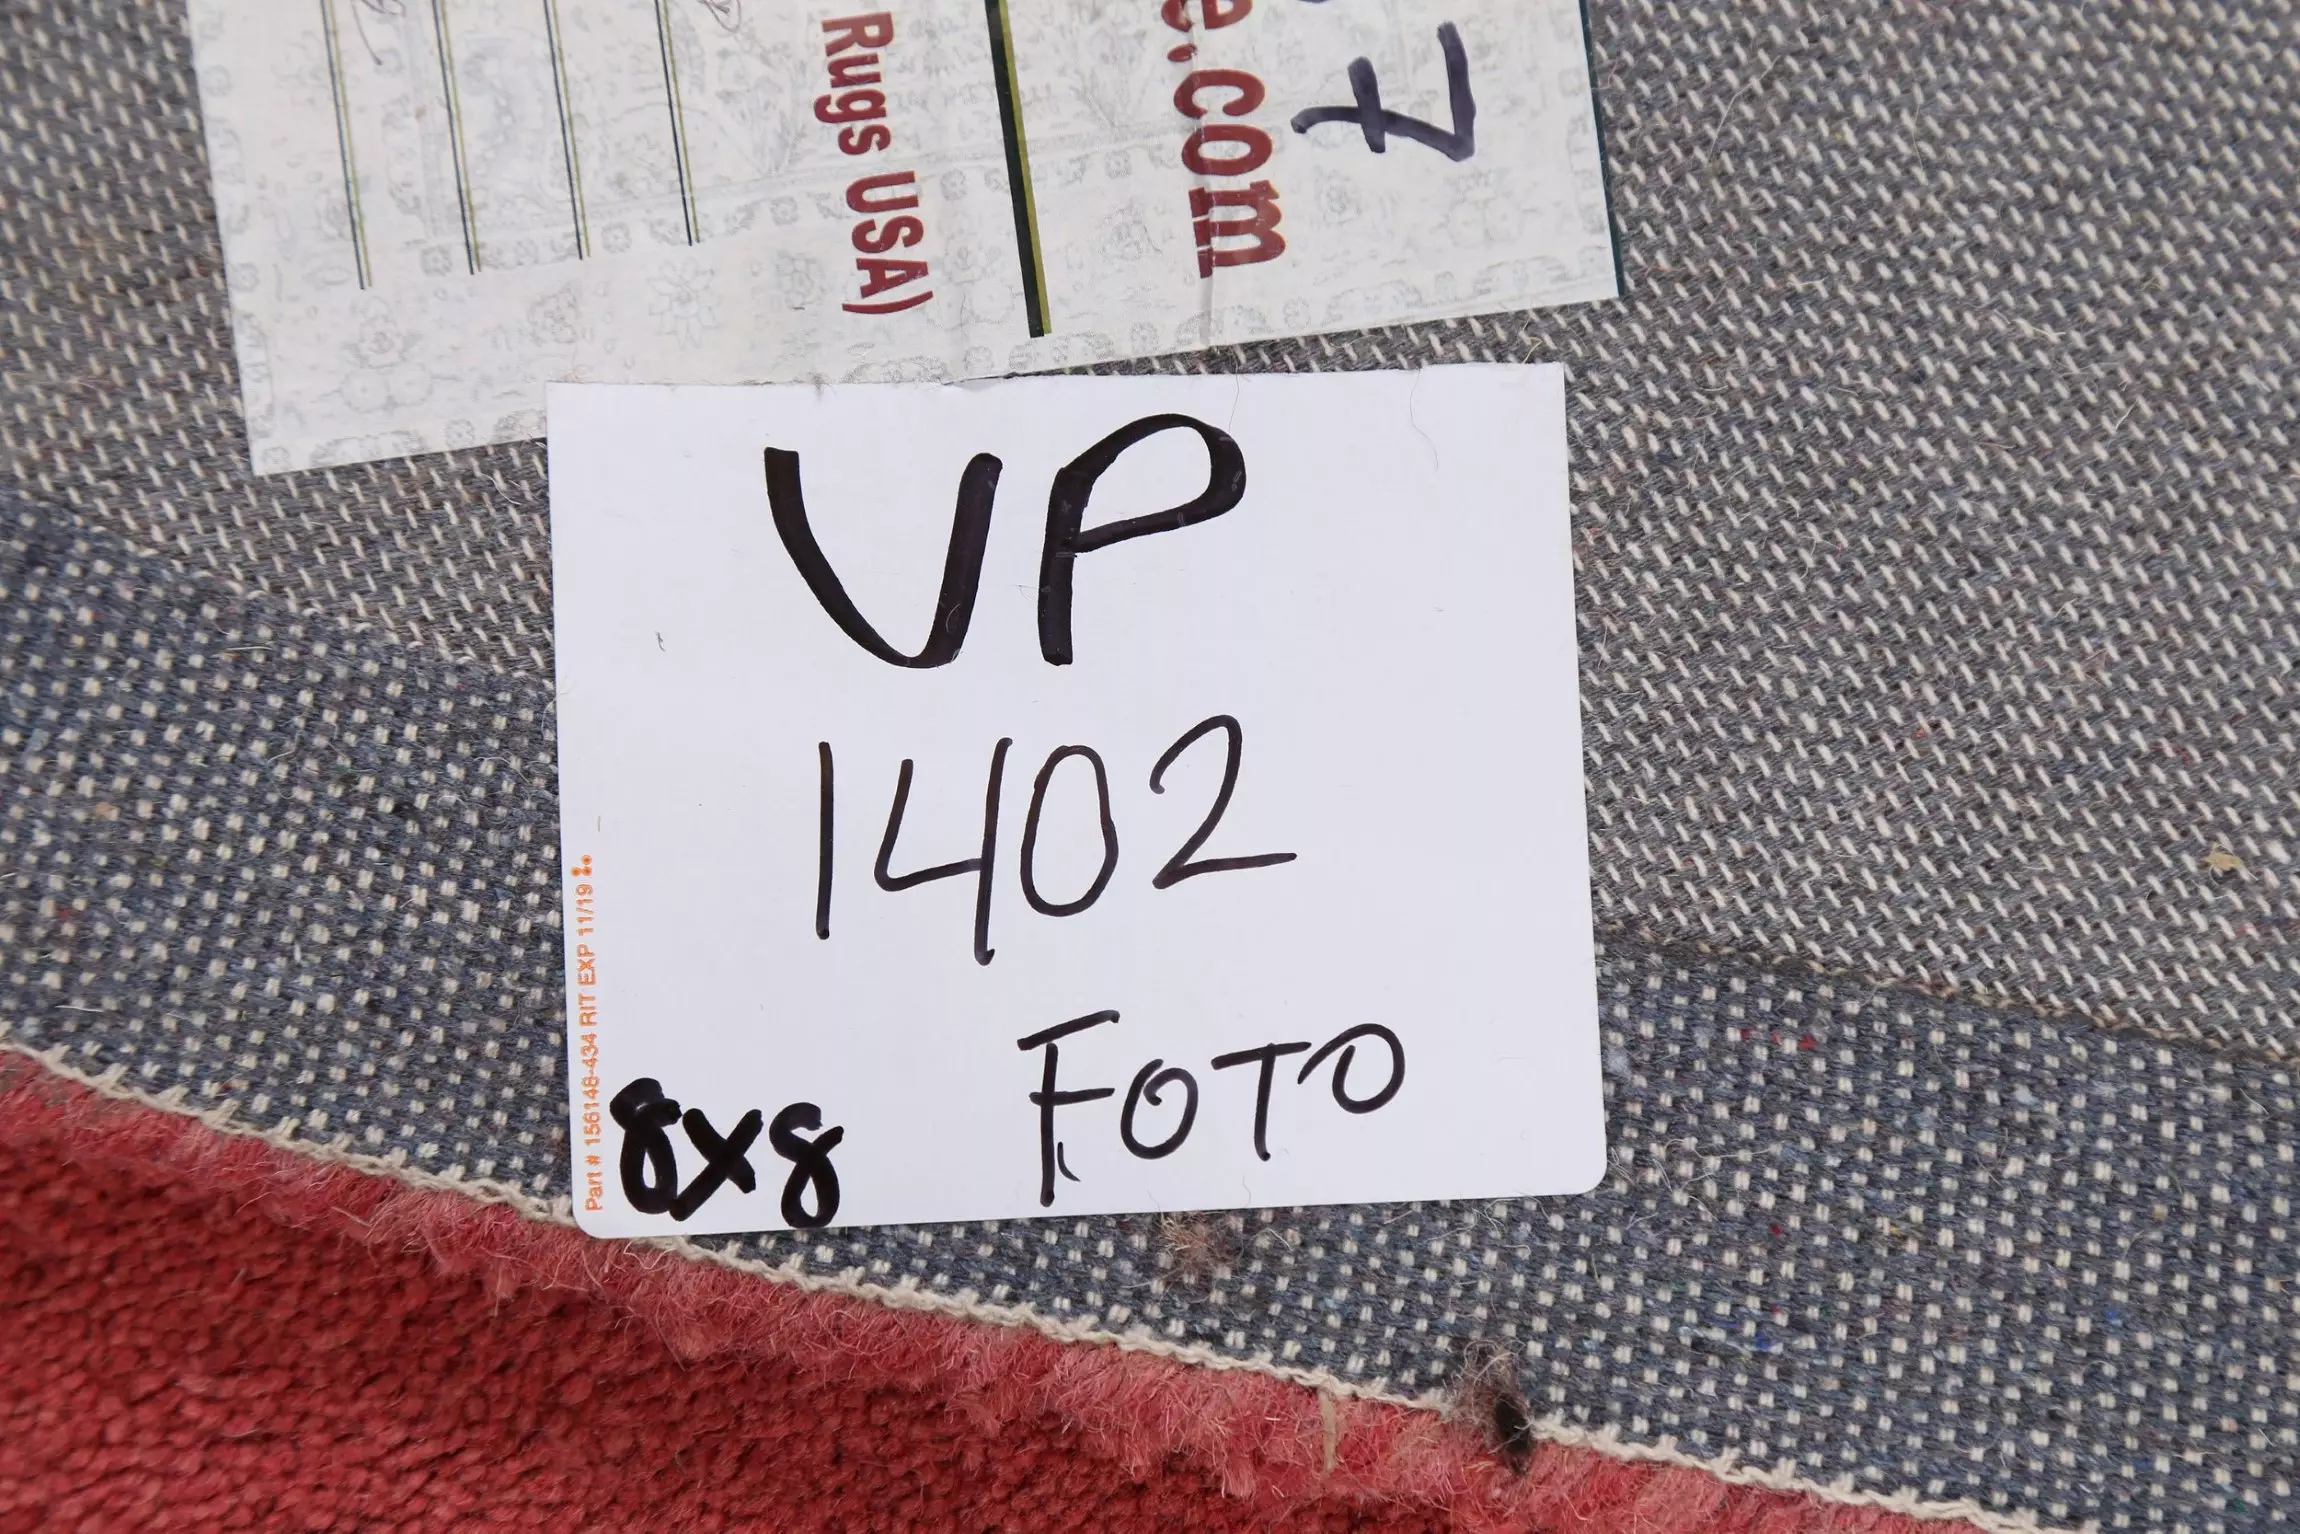 Rugs USA)
e.com
7
VP
1402
FOTO
8x8
Part # 156148-434 RIT EXP 11/19